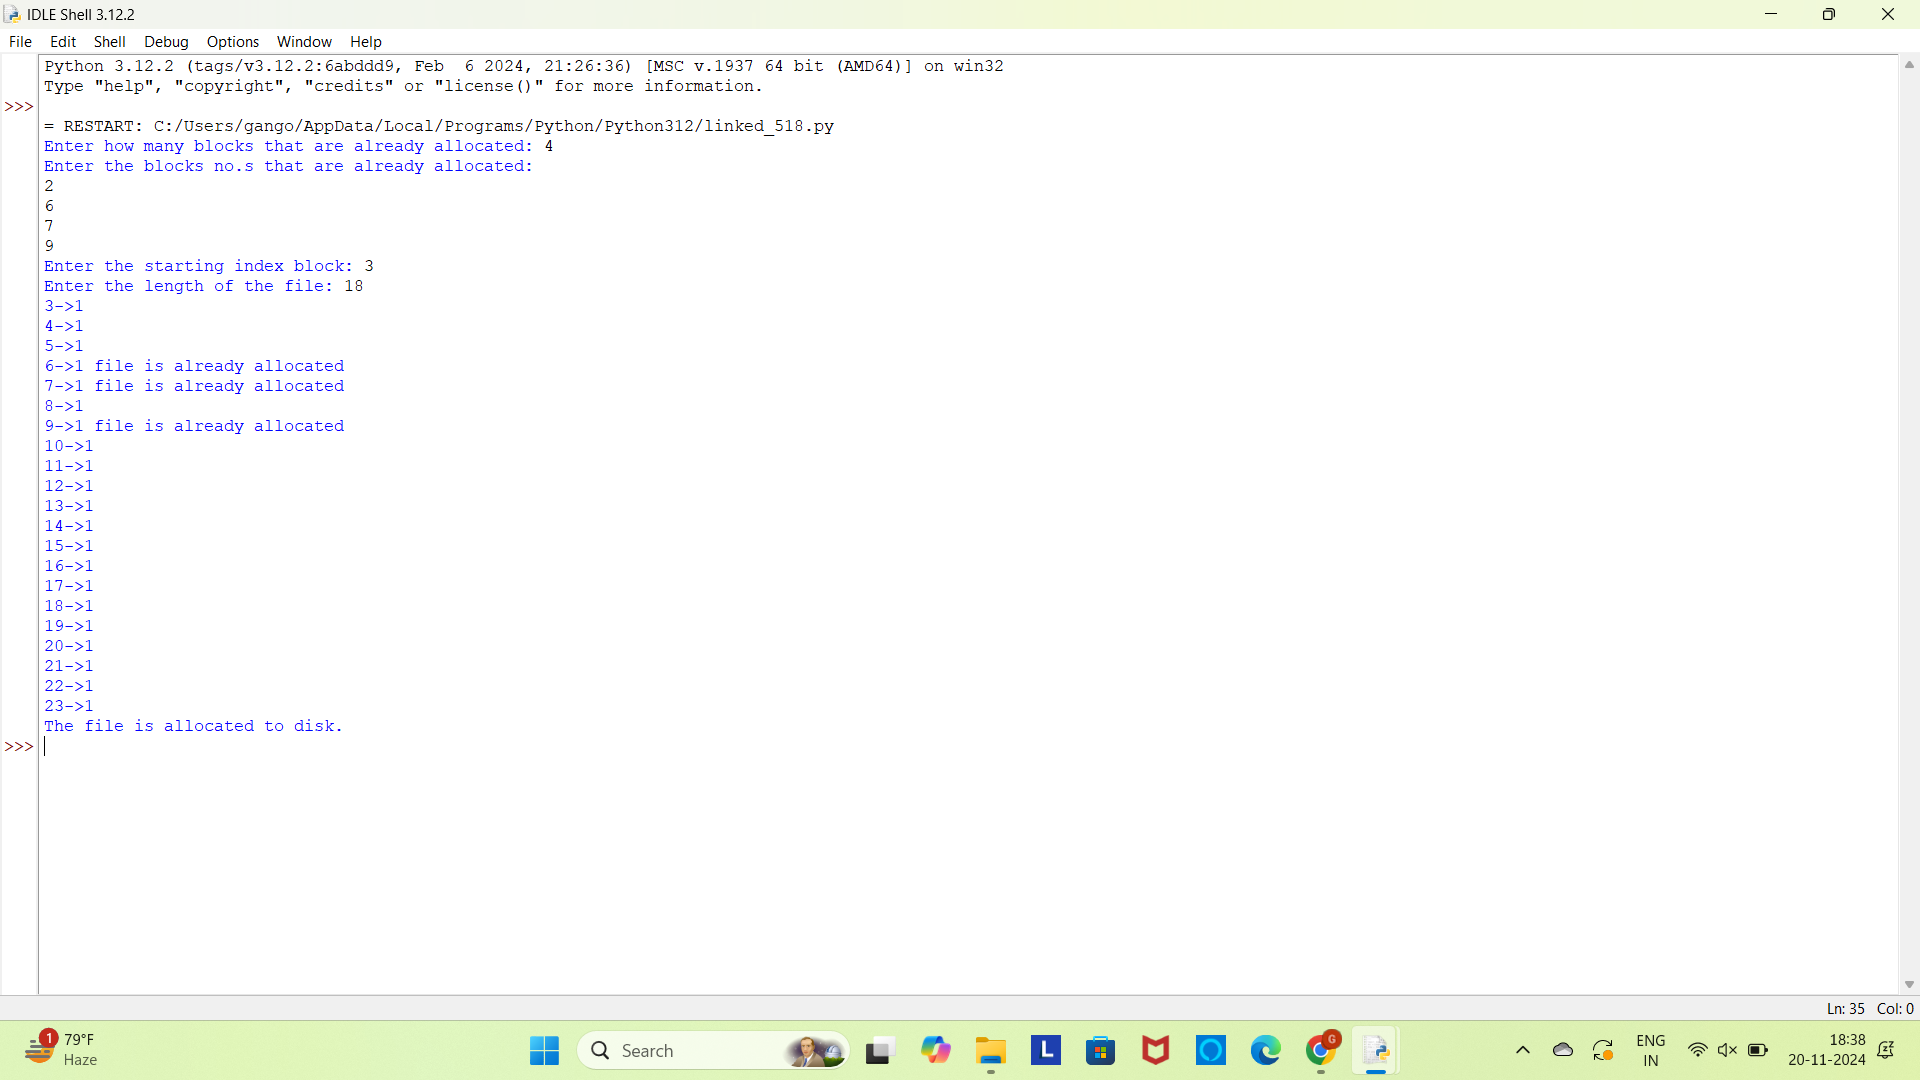 IDLE Shell 3.12.2
File Edit Shell Debug Options Window Help
Python 3.12.2 (tags/v3.12.2:6abddd9, Feb  6 2024, 21:26:36) [MSC v.1937 64 bit (AMD64)] on win32
Type "help", "copyright", "credits" or "license()" for more information.
>>>
= RESTART: C:/Users/gango/AppData/Local/Programs/Python/Python312/linked_518.py
Enter how many blocks that are already allocated: 4
Enter the blocks no.s that are already allocated:
2
6
7
9
Enter the starting index block: 3
Enter the length of the file: 18
3->1
4->1
5->1
6->1 file is already allocated
7->1 file is already allocated
8->1
9->1 file is already allocated
10->1
11->1
12->1
13->1
14->1
15->1
16->1
17->1
18->1
19->1
20->1
21->1
22->1
23->1
The file is allocated to disk.
>>>
Ln: 35 Col: 0
1
79°F
Haze
Search
L
G
ENG
IN
18:38
20-11-2024